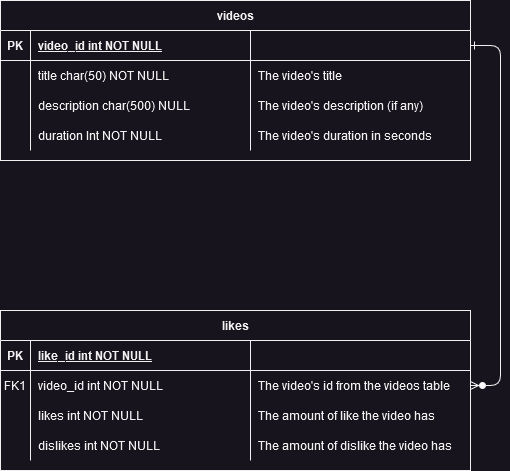 videos
PK video_id int NOT NULL
title char(50) NOT NULL The video's title
description char(500) NULL The video's description (if any)
duration Int NOT NULL The video's duration in seconds
likes
PK like_id int NOT NULL
FK1 video_id int NOT NULL The video's id from the videos table
likes int NOT NULL The amount of like the video has
dislikes int NOT NULL The amount of dislike the video has